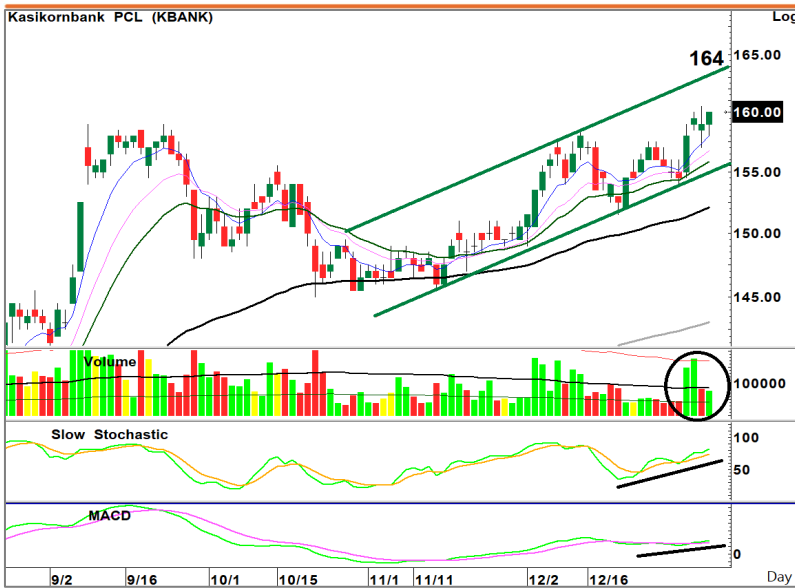 Kasikornbank PCL (KBANK)
Log
164
165.00
160.00
155.00
150.00
145.00
Volume
100000
Slow Stochastic
100
50
MACD
0
9/2 9/16 10/1 10/15 11/1 11/11 12/2 12/16 Day